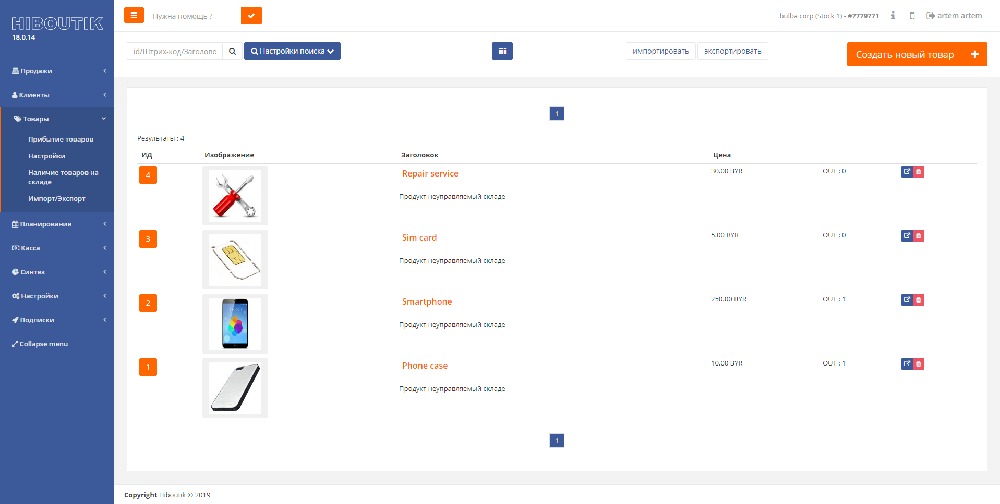 HIBOUTIK
18.0.14
Продажи
Клиенты
Товары
Прибытие товаров
Настройки
Наличие товаров на
складе
Импорт/Экспорт
Планирование
Касса
Синтез
Настройки
Подписки
Collapse menu
Нужна помощь ?
bulba corp (Stock 1) - #7779771
artem artem
id/Штрих-код/Заголовс
Настройки поиска
импортировать
экспортировать
Создать новый товар
1
Результаты : 4
ИД Изображение Заголовок Цена
4 Repair service 30.00 BYR OUT : 0
Продукт неуправляемый складе
3 Sim card 5.00 BYR OUT : 0
Продукт неуправляемый складе
2 Smartphone 250.00 BYR OUT : 1
18:30
Продукт неуправляемый складе
1 Phone case 10.00 BYR OUT : 1
Продукт неуправляемый складе
1
Copyright Hiboutik © 2019